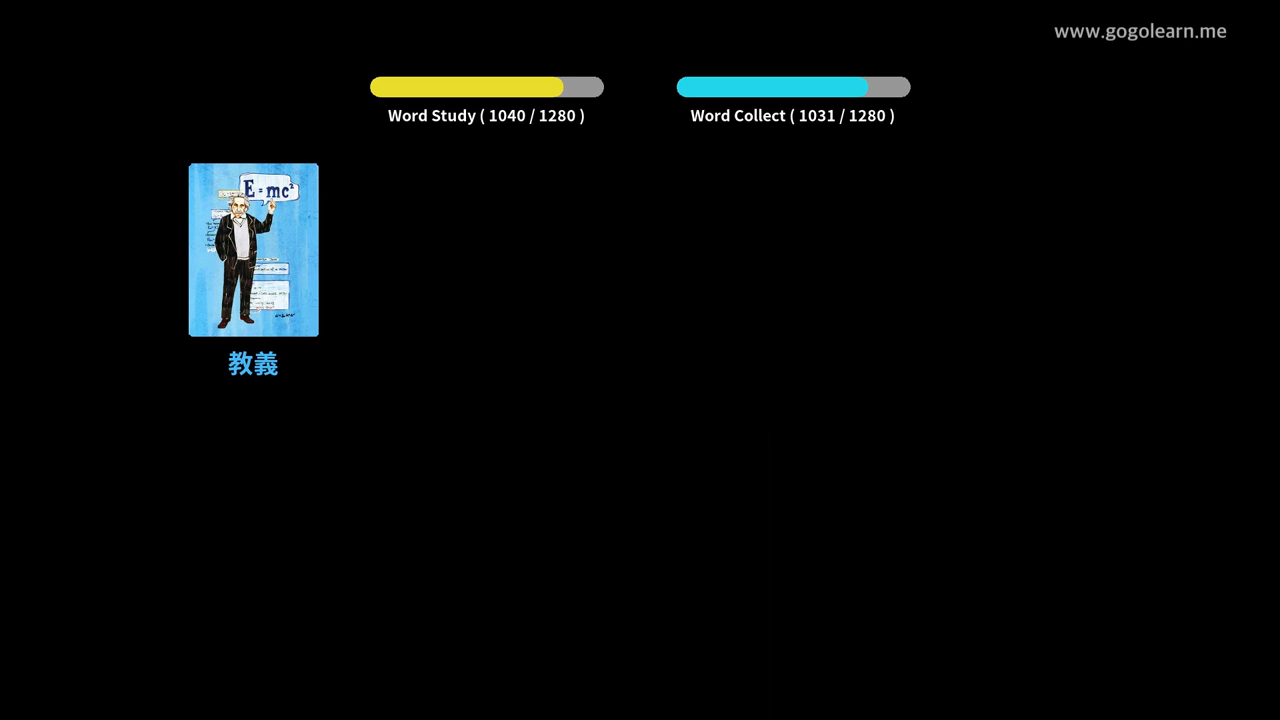 www.gogolearn.me
Word Study ( 1040 / 1280 )
Word Collect ( 1031 / 1280 )
E = mc²
教義